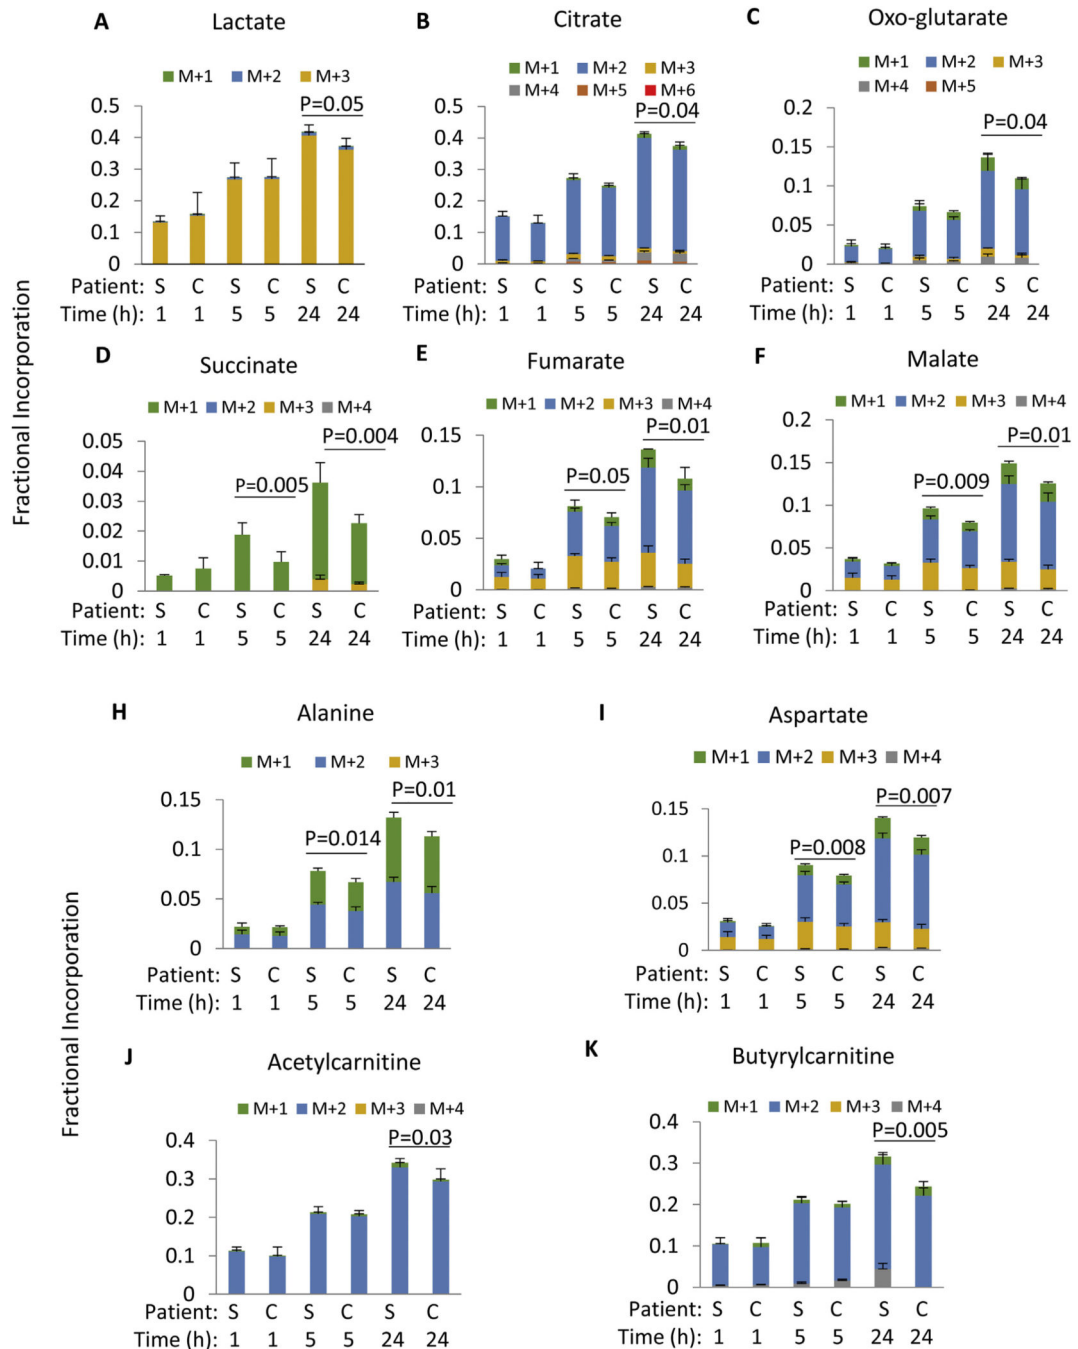 A Lactate
M+1 M+2 M+3
0.5
0.4
0.3
0.2
0.1
0
P=0.05
Patient: S C S C S C
Time (h): 1 1 5 5 24 24
B Citrate
M+1 M+2 M+3
M+4 M+5 M+6
0.5
0.4
0.3
0.2
0.1
0
P=0.04
S C S C S C
1 1 5 5 24 24
C Oxo-glutarate
M+1 M+2 M+3
M+4 M+5
0.2
0.15
0.1
0.05
0
P=0.04
Patient: S C S C S C
Time (h): 1 1 5 5 24 24
Fractional Incorporation
D Succinate
M+1 M+2 M+3 M+4
0.05
0.04
0.03
0.02
0.01
0
P=0.005
P=0.004
Patient: S C S C S C
Time (h): 1 1 5 5 24 24
E Fumarate
M+1 M+2 M+3 M+4
0.15
0.1
0.05
0
P=0.05
P=0.01
Patient: S C S C S C
Time (h): 1 1 5 5 24 24
F Malate
M+1 M+2 M+3 M+4
0.2
0.15
0.1
0.05
0
P=0.009
P=0.01
Patient: S C S C S C
Time (h): 1 1 5 5 24 24
H Alanine
M+1 M+2 M+3
0.15
0.1
0.05
0
P=0.014
P=0.01
Patient: S C S C S C
Time (h): 1 1 5 5 24 24
I Aspartate
M+1 M+2 M+3 M+4
0.15
0.1
0.05
0
P=0.008
P=0.007
Patient: S C S C S C
Time (h): 1 1 5 5 24 24
Fractional Incorporation
J Acetylcarnitine
M+1 M+2 M+3 M+4
0.4
0.3
0.2
0.1
0
P=0.03
Patient: S C S C S C
Time (h): 1 1 5 5 24 24
K Butyrylcarnitine
M+1 M+2 M+3 M+4
0.4
0.3
0.2
0.1
0
P=0.005
Patient: S C S C S C
Time (h): 1 1 5 5 24 24